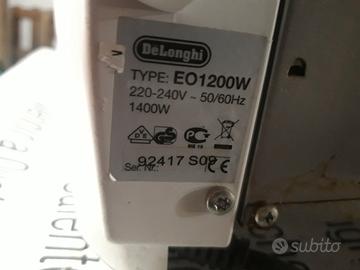 DeLonghi
TYPE: EO1200W
220-240V ~ 50/60Hz
1400W
92417 S09
Ser. Nr.:
subito